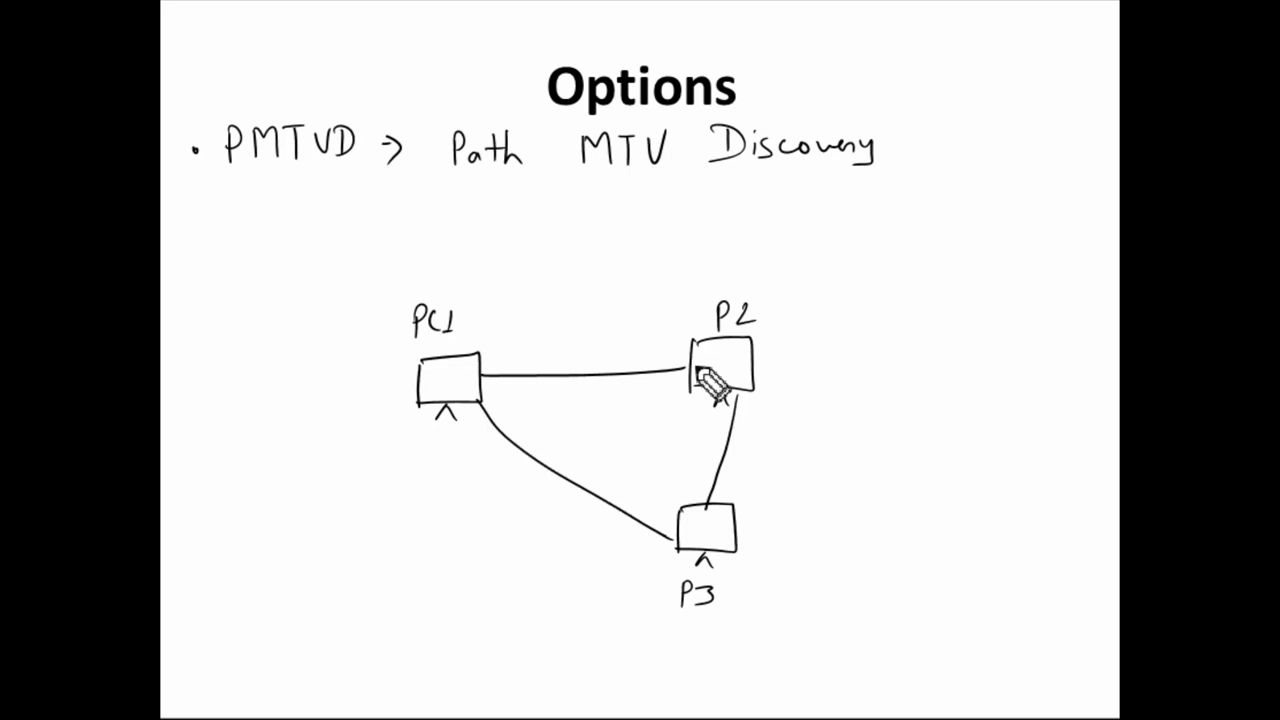 Options
• PMTUD → Path MTU Discovery
PC1
P2
P3